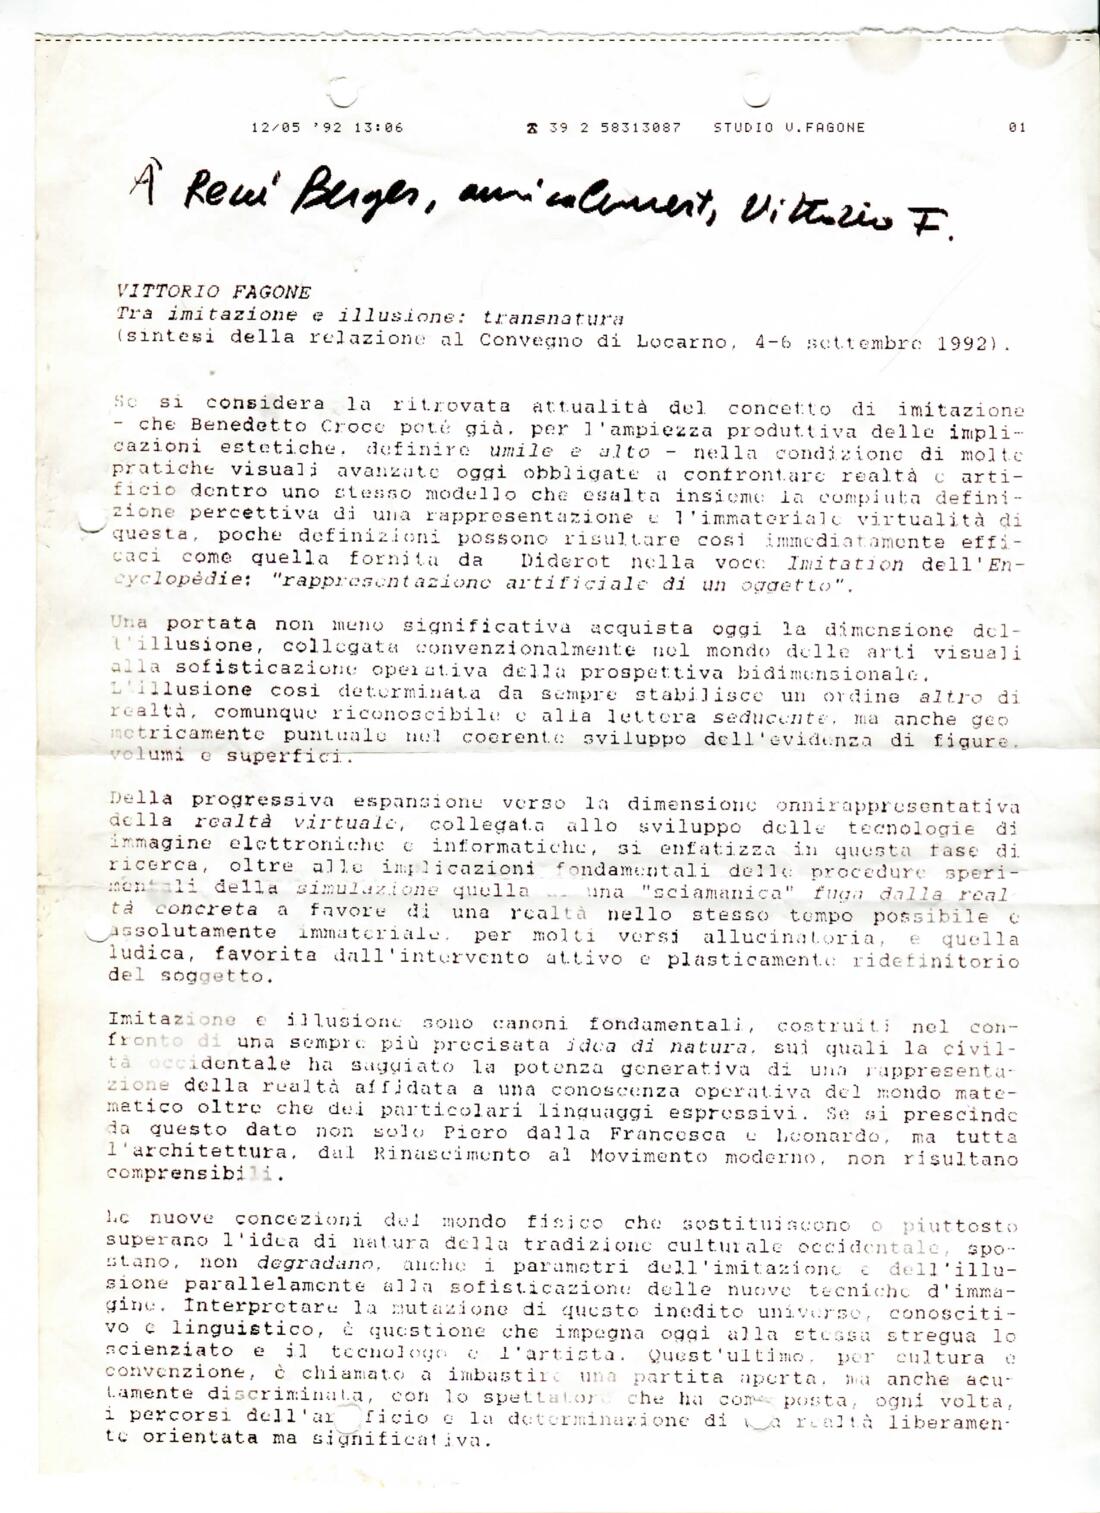 12/05 '92 13:06 ☎ 39 2 58313087 STUDIO V.FAGONE 01
À René Berger, amicalement, Vittorio F.
VITTORIO FAGONE
Tra imitazione e illusione: transnatura
(sintesi della relazione al Convegno di Locarno, 4-6 settembre 1992).
Se si considera la ritrovata attualità del concetto di imitazione
- che Benedetto Croce poté già, per l'ampiezza produttiva delle impli-
cazioni estetiche, definire umile e alto - nella condizione di molte
pratiche visuali avanzate oggi obbligate a confrontare realtà e arti-
ficio dentro uno stesso modello che esalta insieme la compiuta defini-
zione percettiva di una rappresentazione e l'immateriale virtualità di
questa, poche definizioni possono risultare così immediatamente effi-
caci come quella fornita da Diderot nella voce Imitation dell'En-
cyclopèdie: "rappresentazione artificiale di un oggetto".
Una portata non meno significativa acquista oggi la dimensione del-
l'illusione, collegata convenzionalmente nel mondo delle arti visuali
alla sofisticazione operativa della prospettiva bidimensionale.
L'illusione così determinata da sempre stabilisce un ordine altro di
realtà, comunque riconoscibile e alla lettera seducente, ma anche geo
metricamente puntuale nel coerente sviluppo dell'evidenza di figure,
volumi e superfici.
Della progressiva espansione verso la dimensione onnirappresentativa
della realtà virtuale, collegata allo sviluppo delle tecnologie di
immagine elettroniche e informatiche, si enfatizza in questa fase di
ricerca, oltre alle implicazioni fondamentali delle procedure speri-
mentali della simulazione quella di una "sciamanica" fuga dalla real
tà concreta a favore di una realtà nello stesso tempo possibile e
assolutamente immateriale, per molti versi allucinatoria, e quella
ludica, favorita dall'intervento attivo e plasticamente ridefinitorio
del soggetto.
Imitazione e illusione sono canoni fondamentali, costruiti nel con-
fronto di una sempre più precisata idea di natura, sui quali la civil-
tà occidentale ha saggiato la potenza generativa di una rappresenta-
zione della realtà affidata a una conoscenza operativa del mondo mate-
matico oltre che dei particolari linguaggi espressivi. Se si prescinde
da questo dato non solo Piero dalla Francesca e Leonardo, ma tutta
l'architettura, dal Rinascimento al Movimento moderno, non risultano
comprensibili.
Le nuove concezioni del mondo fisico che sostituiscono o piuttosto
superano l'idea di natura della tradizione culturale occidentale, spo-
stano, non degradano, anche i parametri dell'imitazione e dell'illu-
sione parallelamente alla sofisticazione delle nuove tecniche d'imma-
gine. Interpretare la mutazione di questo inedito universo, conosciti-
vo e linguistico, è questione che impegna oggi alla stessa stregua lo
scienziato e il tecnologo e l'artista. Quest'ultimo, per cultura e
convenzione, è chiamato a imbastire una partita aperta, ma anche acu-
tamente discriminata, con lo spettatore che ha come posta, ogni volta,
i percorsi dell'artificio e la determinazione di una realtà liberamen-
te orientata ma significativa.